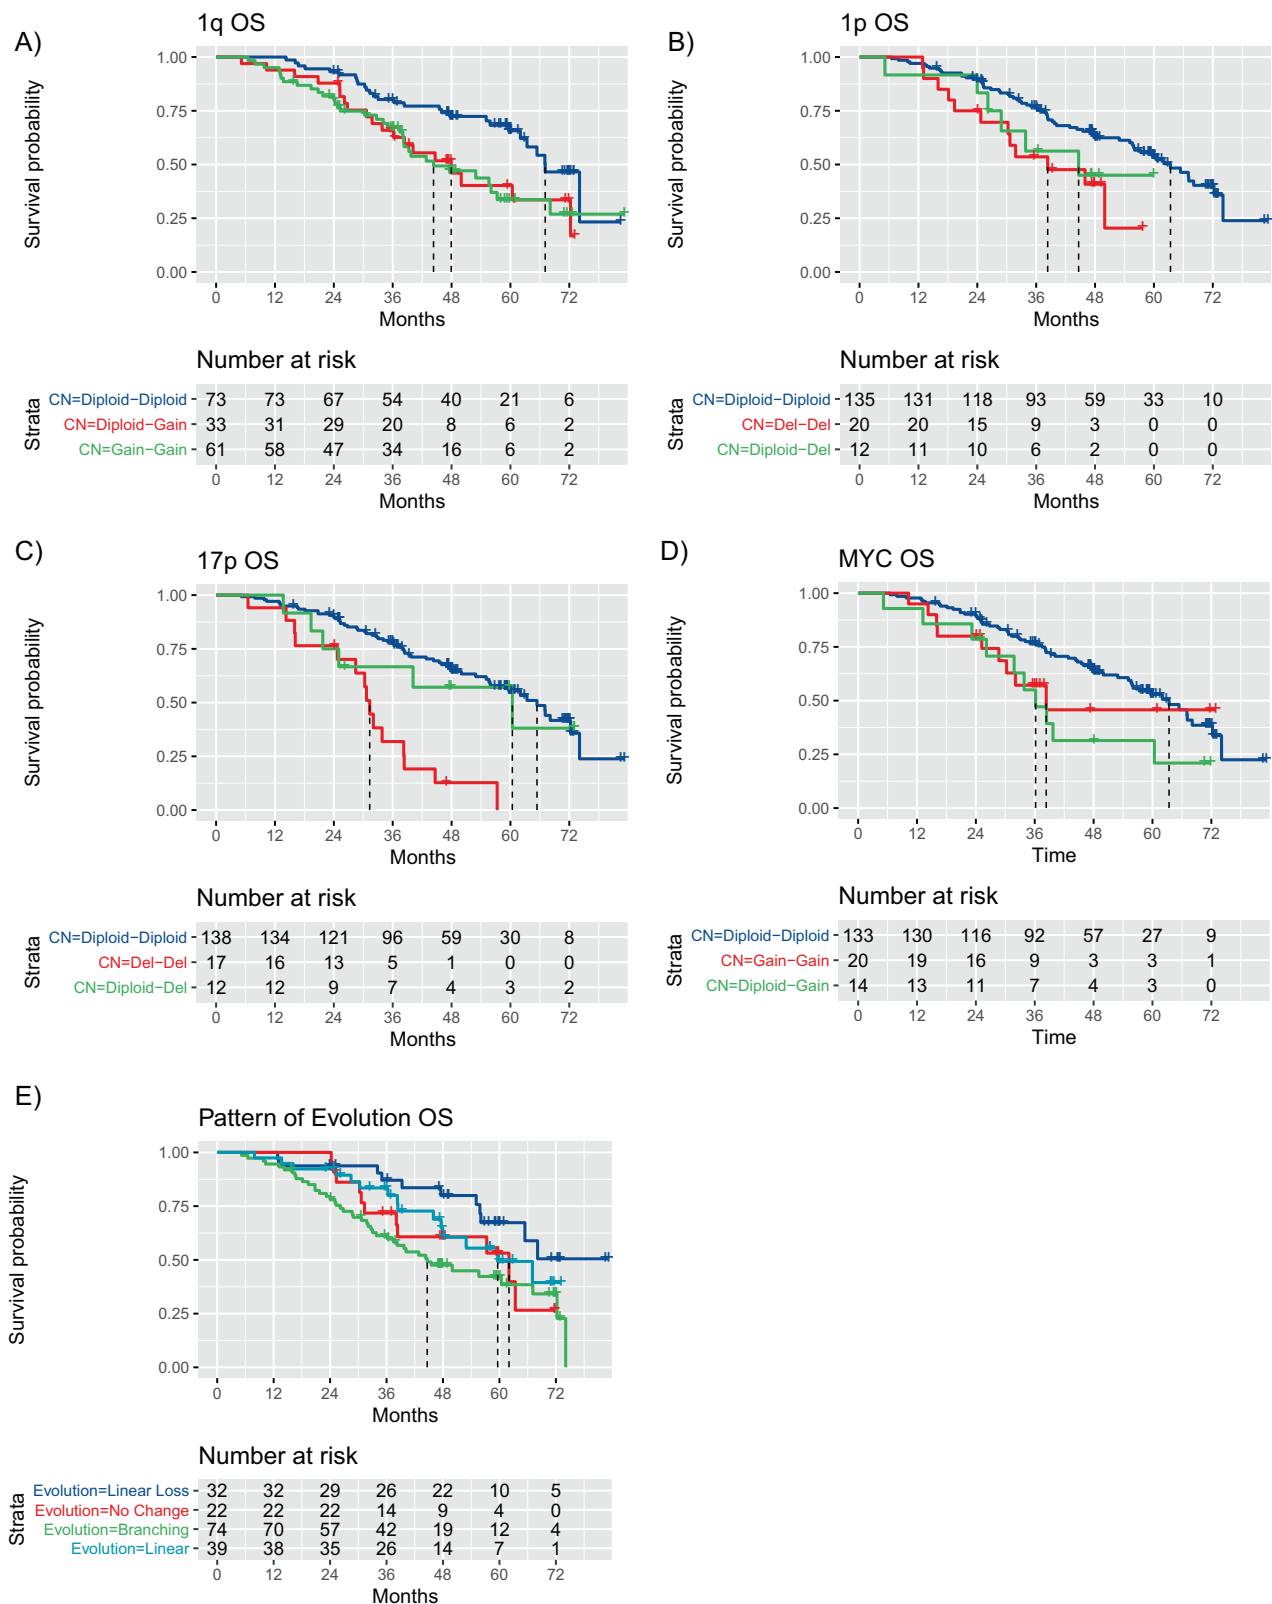 A)
1q OS
Survival probability
1.00
0.75
0.50
0.25
0.00
0 12 24 36 48 60 72
Months
Number at risk
Strata
CN=Diploid−Diploid 73 73 67 54 40 21 6
CN=Diploid−Gain 33 31 29 20 8 6 2
CN=Gain−Gain 61 58 47 34 16 6 2
0 12 24 36 48 60 72
Months
B)
1p OS
Survival probability
1.00
0.75
0.50
0.25
0.00
0 12 24 36 48 60 72
Months
Number at risk
Strata
CN=Diploid−Diploid 135 131 118 93 59 33 10
CN=Del−Del 20 20 15 9 3 0 0
CN=Diploid−Del 12 11 10 6 2 0 0
0 12 24 36 48 60 72
Months
C)
17p OS
Survival probability
1.00
0.75
0.50
0.25
0.00
0 12 24 36 48 60 72
Months
Number at risk
Strata
CN=Diploid−Diploid 138 134 121 96 59 30 8
CN=Del−Del 17 16 13 5 1 0 0
CN=Diploid−Del 12 12 9 7 4 3 2
0 12 24 36 48 60 72
Months
D)
MYC OS
Survival probability
1.00
0.75
0.50
0.25
0.00
0 12 24 36 48 60 72
Time
Number at risk
Strata
CN=Diploid−Diploid 133 130 116 92 57 27 9
CN=Gain−Gain 20 19 16 9 3 3 1
CN=Diploid−Gain 14 13 11 7 4 3 0
0 12 24 36 48 60 72
Time
E)
Pattern of Evolution OS
Survival probability
1.00
0.75
0.50
0.25
0.00
0 12 24 36 48 60 72
Months
Number at risk
Strata
Evolution=Linear Loss 32 32 29 26 22 10 5
Evolution=No Change 22 22 22 14 9 4 0
Evolution=Branching 74 70 57 42 19 12 4
Evolution=Linear 39 38 35 26 14 7 1
0 12 24 36 48 60 72
Months